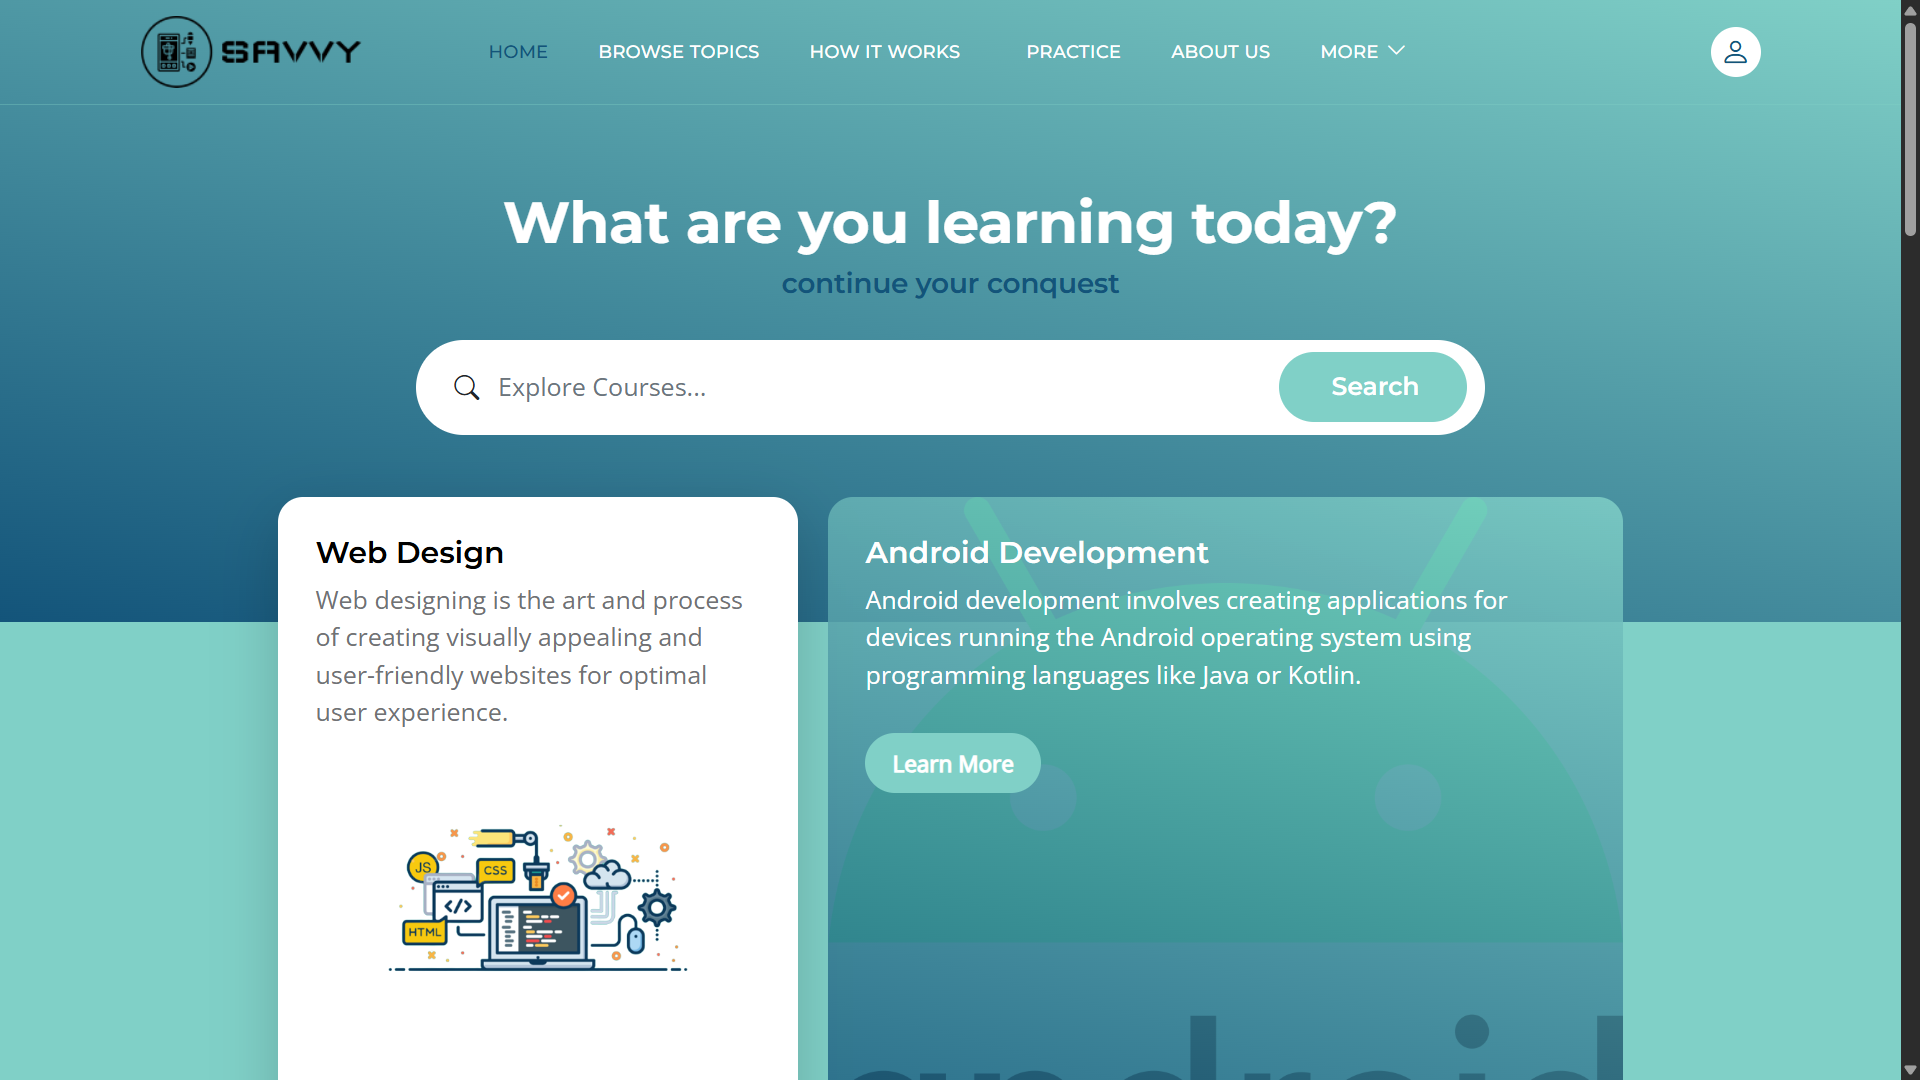 SAVVY
HOME
BROWSE TOPICS
HOW IT WORKS
PRACTICE
ABOUT US
MORE
What are you learning today?
continue your conquest
Explore Courses...
Search
Web Design
Web designing is the art and process
of creating visually appealing and
user-friendly websites for optimal
user experience.
JS
CSS
</>
HTML
Android Development
Android development involves creating applications for
devices running the Android operating system using
programming languages like Java or Kotlin.
Learn More
android